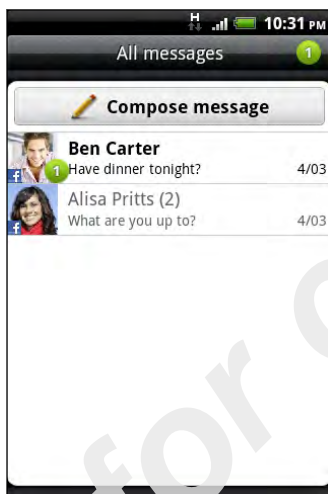 H 10:31 PM
All messages 1
Compose message
Ben Carter
1 Have dinner tonight? 4/03
Alisa Pritts (2)
What are you up to? 4/03
for